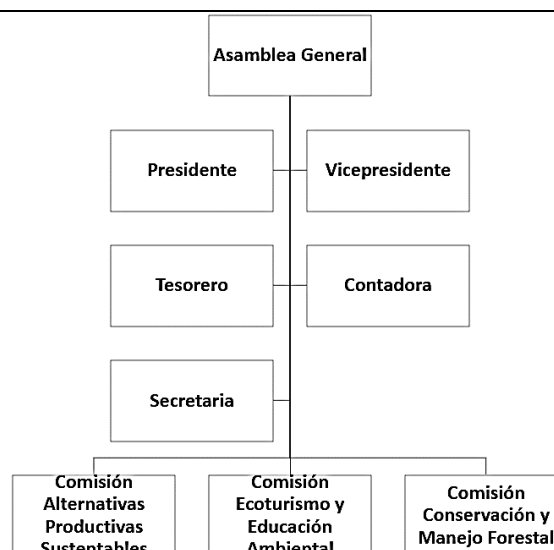 Asamblea General
Presidente
Vicepresidente
Tesorero
Contadora
Secretaria
Comisión
Alternativas
Productivas
Sustentables
Comisión
Ecoturismo y
Educación
Ambiental
Comisión
Conservación y
Manejo Forestal